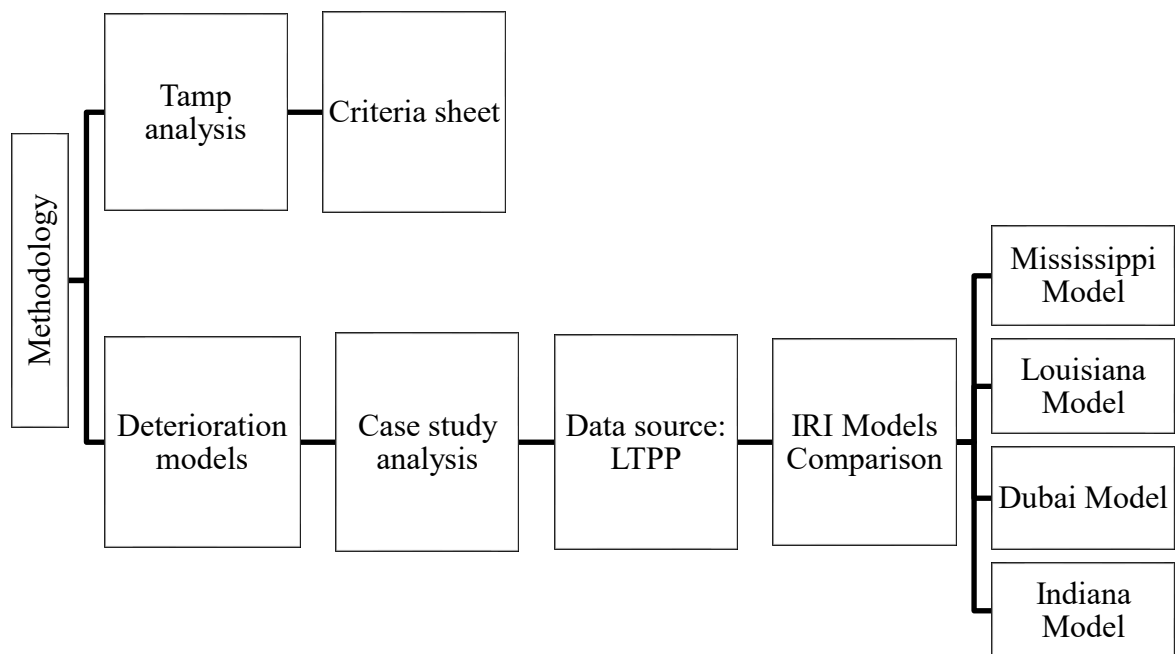 Methodology
Tamp
analysis
Criteria sheet
Deterioration
models
Case study
analysis
Data source:
LTPP
IRI Models
Comparison
Mississippi
Model
Louisiana
Model
Dubai Model
Indiana
Model